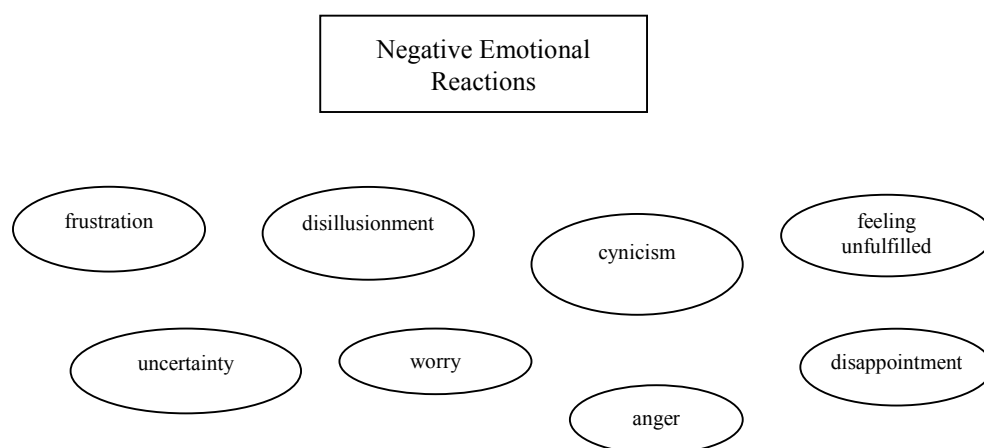 Negative Emotional
Reactions
frustration
disillusionment
cynicism
feeling
unfulfilled
uncertainty
worry
anger
disappointment